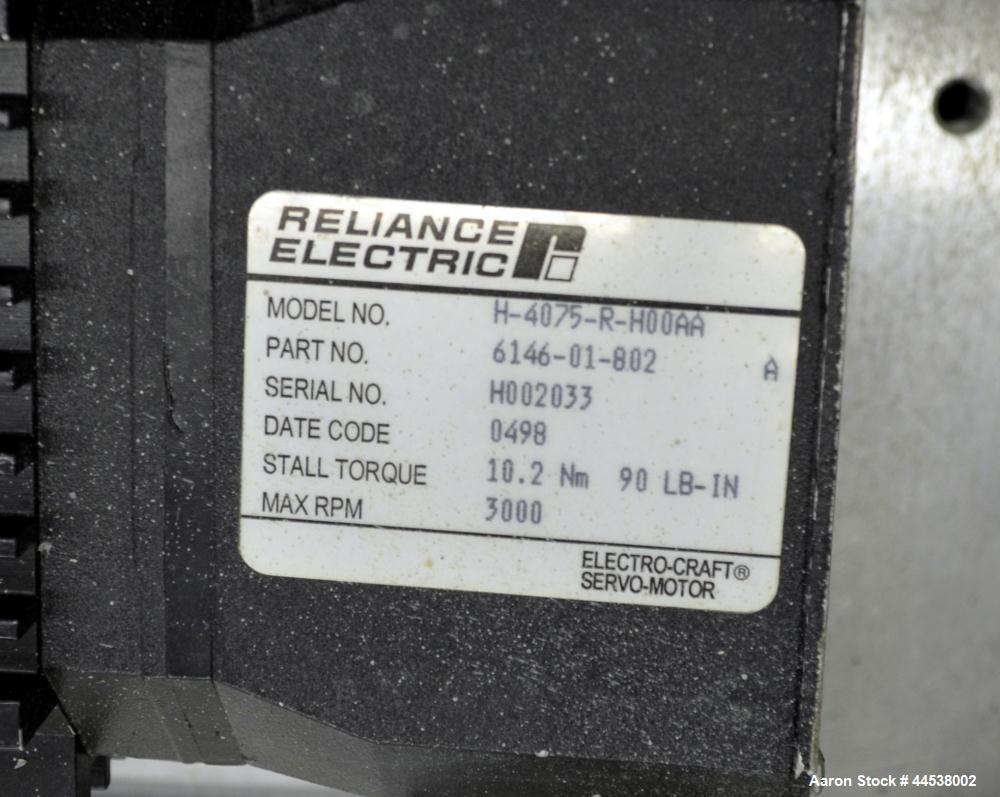 RELIANCE
ELECTRIC
MODEL NO. H-4075-R-H00AA
PART NO. 6146-01-802 A
SERIAL NO. H002033
DATE CODE 0498
STALL TORQUE 10.2 Nm 90 LB-IN
MAX RPM 3000
ELECTRO-CRAFT®
SERVO-MOTOR
Aaron Stock # 44538002